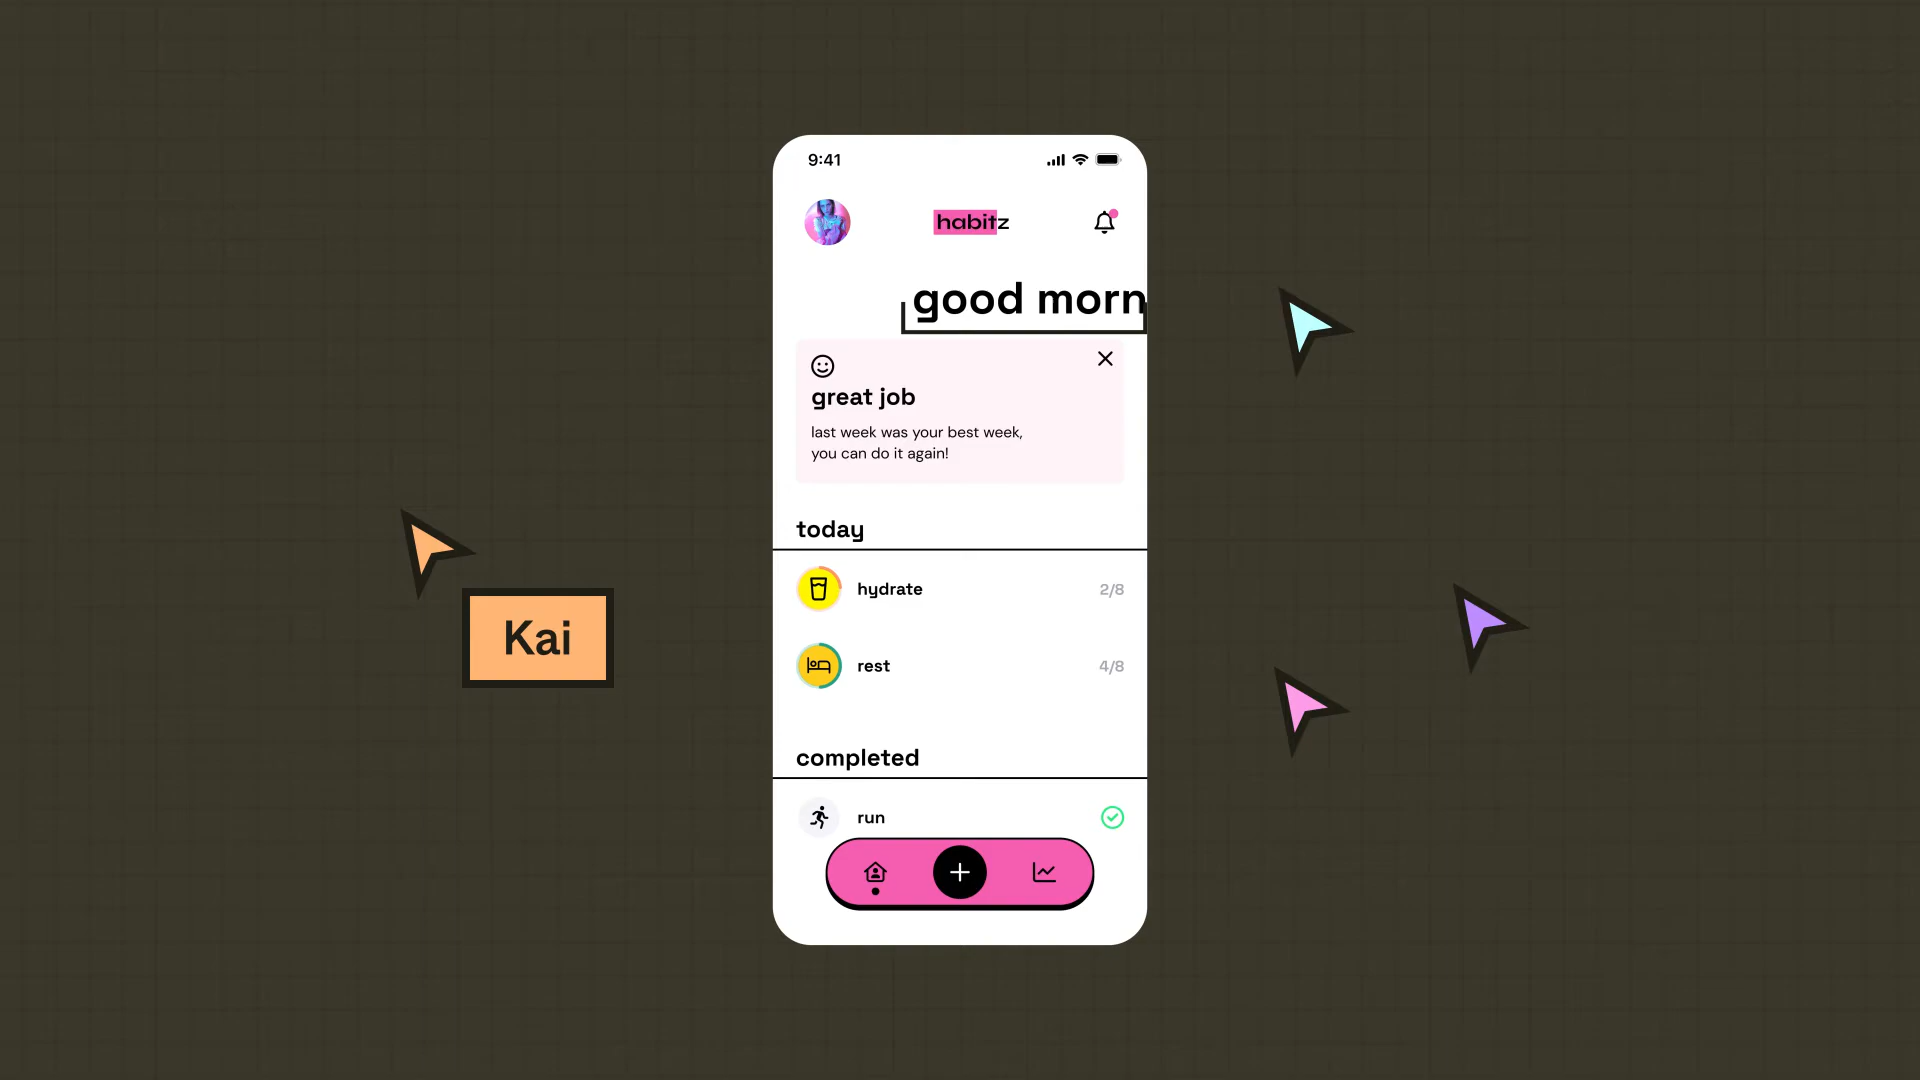 9:41
habitz
good morn
great job
last week was your best week,
you can do it again!
today
hydrate 2/8
rest 4/8
Kai
completed
run